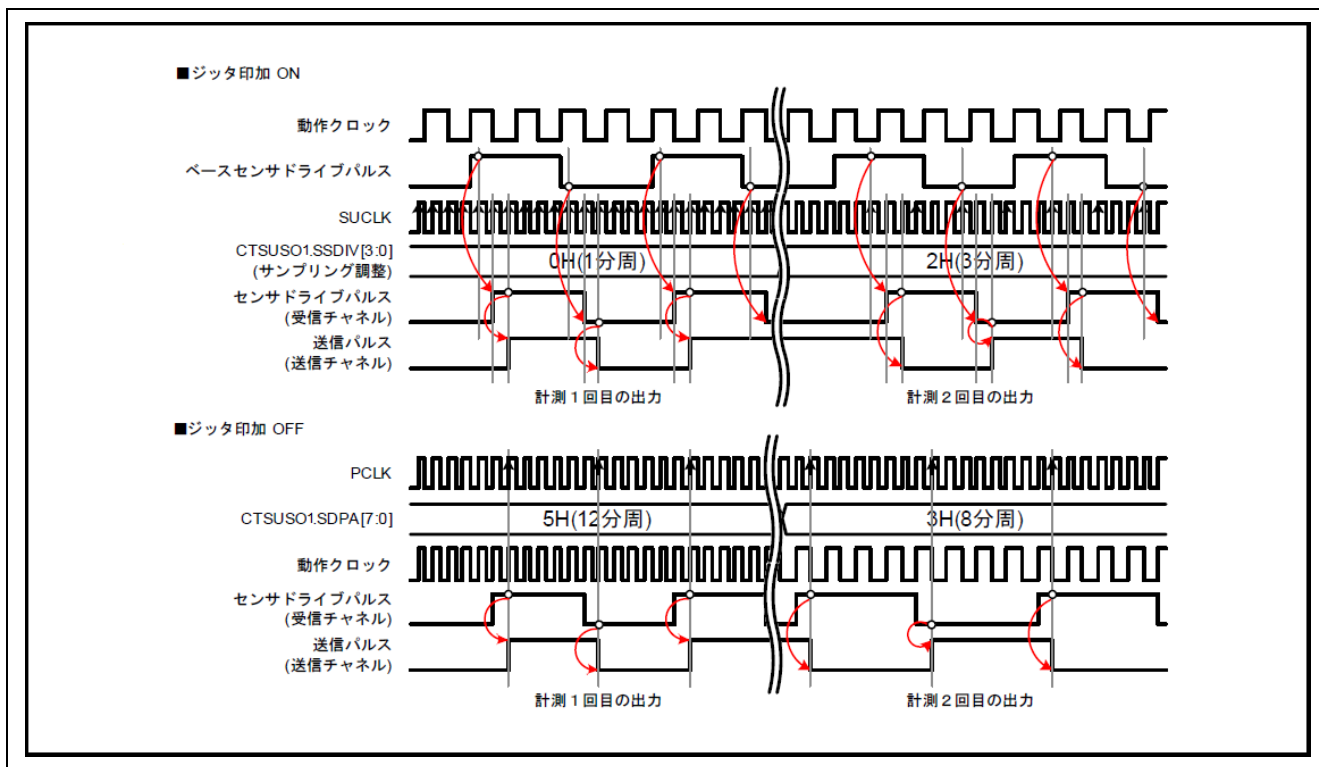 ■ジッタ印加 ON
動作クロック
ベースセンサドライブパルス
SUCLK
CTSUSO1.SSDIV[3:0]
(サンプリング調整)
0H(1分周)
2H(3分周)
センサドライブパルス
(受信チャネル)
送信パルス
(送信チャネル)
計測1回目の出力
計測2回目の出力
■ジッタ印加 OFF
PCLK
CTSUSO1.SDPA[7:0]
5H(12分周)
3H(8分周)
動作クロック
センサドライブパルス
(受信チャネル)
送信パルス
(送信チャネル)
計測1回目の出力
計測2回目の出力